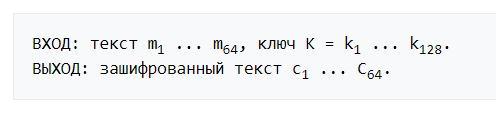 ВХОД: текст m₁ ... m₆₄, ключ K = k₁ ... k₁₂₈.
ВЫХОД: зашифрованный текст c₁ ... C₆₄.